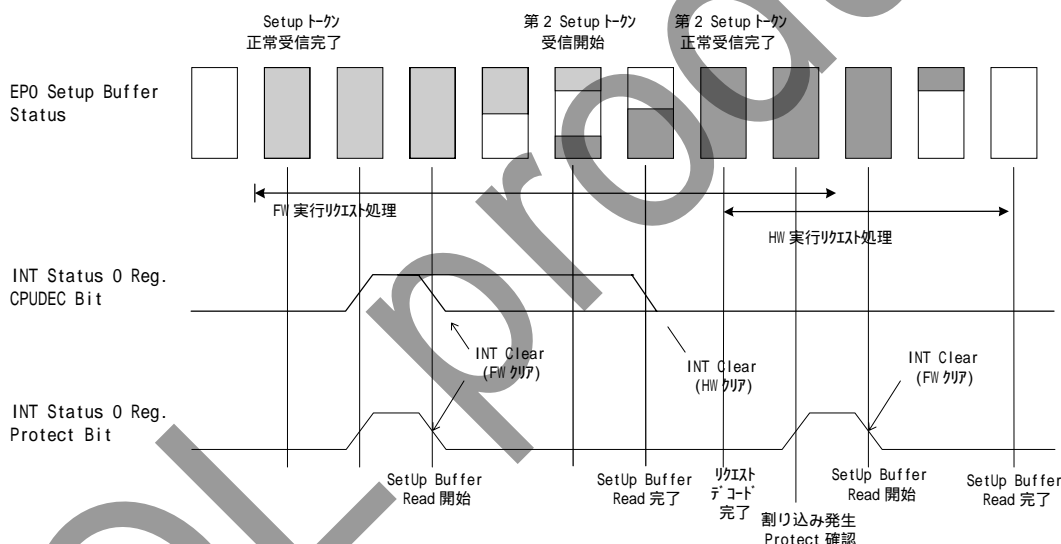 Setup トークン
正常受信完了
第 2 Setup トークン
受信開始
第 2 Setup トークン
正常受信完了
EP0 Setup Buffer
Status
FW 実行リクエスト処理
HW 実行リクエスト処理
INT Status 0 Reg.
CPUDEC Bit
INT Clear
(FW クリア)
INT Clear
(HW クリア)
INT Clear
(FW クリア)
INT Status 0 Reg.
Protect Bit
SetUp Buffer
Read 開始
SetUp Buffer
Read 完了
リクエスト
デコード
完了
割り込み発生
Protect 確認
SetUp Buffer
Read 開始
SetUp Buffer
Read 完了